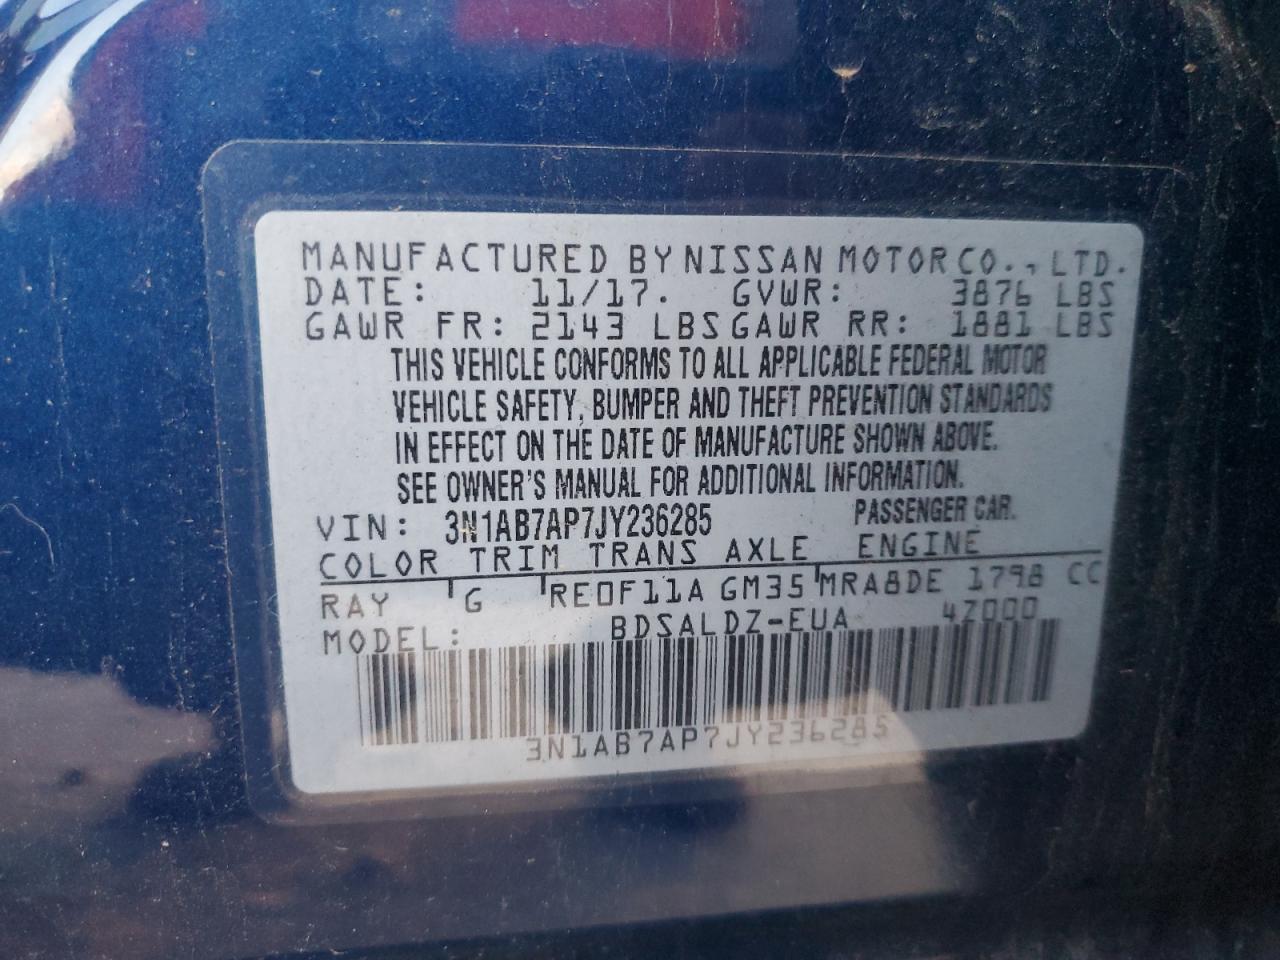 MANUFACTURED BY NISSAN MOTOR CO., LTD.
DATE: 11/17. GVWR: 3876 LBS
GAWR FR: 2143 LBS GAWR RR: 1881 LBS
THIS VEHICLE CONFORMS TO ALL APPLICABLE FEDERAL MOTOR
VEHICLE SAFETY, BUMPER AND THEFT PREVENTION STANDARDS
IN EFFECT ON THE DATE OF MANUFACTURE SHOWN ABOVE.
SEE OWNER'S MANUAL FOR ADDITIONAL INFORMATION.
VIN: 3N1AB7AP7JY236285 PASSENGER CAR.
COLOR TRIM TRANS AXLE ENGINE
RAY G RE0F11A GM35 MRA8DE 1798 CC
MODEL: BDSALDZ-EUA 4Z000
3N1AB7AP7JY236285